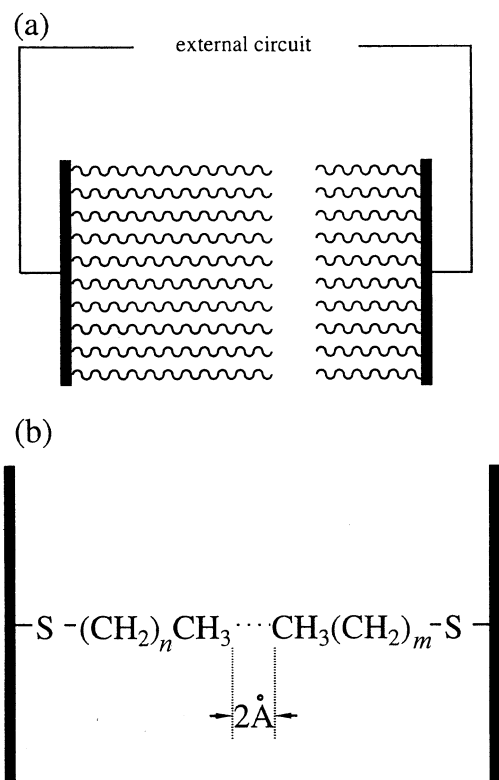 (a)
external circuit
(b)
S-(CH₂)ₙCH₃····CH₃(CH₂)ₘ-S
2Å